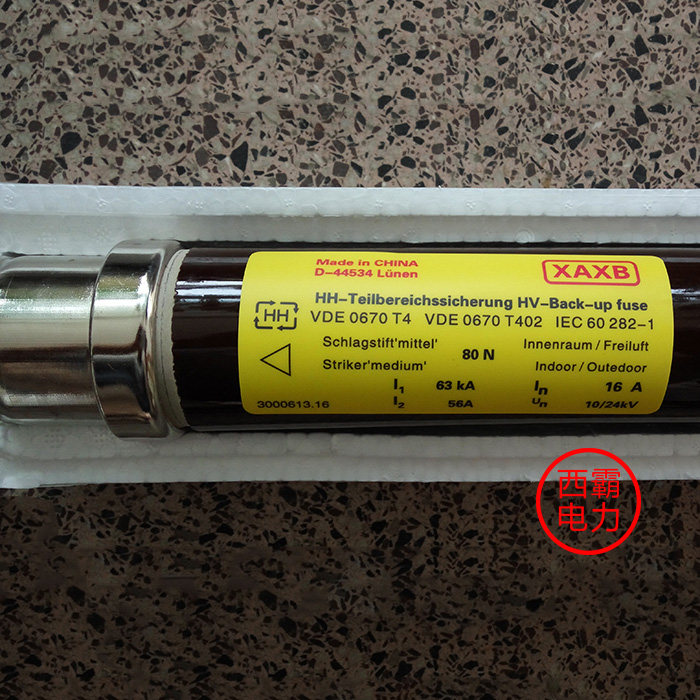 Made in CHINA
D-44534 Lünen
XAXB
HH-Teilbereichssicherung HV-Back-up fuse
HH
VDE 0670 T4 VDE 0670 T402 IEC 60 282-1
Schlagstift'mittel' 80 N Innenraum / Freiluft
Striker'medium' Indoor / Outedoor
I1 63 kA In 16 A
3000613.16 I2 56A Un 10/24kV
西霸
电力